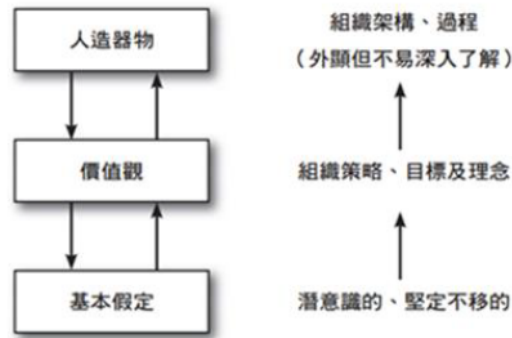 人造器物
組織架構、過程
（外顯但不易深入了解）
價值觀
組織策略、目標及理念
基本假定
潛意識的、堅定不移的